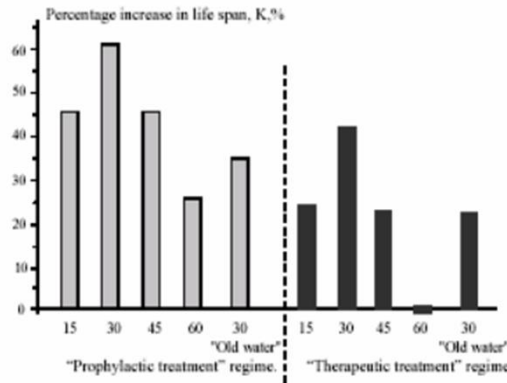 Percentage increase in life span, K,%
60
50
40
30
20
10
0
15 30 45 60 30 15 30 45 60 30
"Old water" "Old water"
“Prophylactic treatment” regime. “Therapeutic treatment” regime